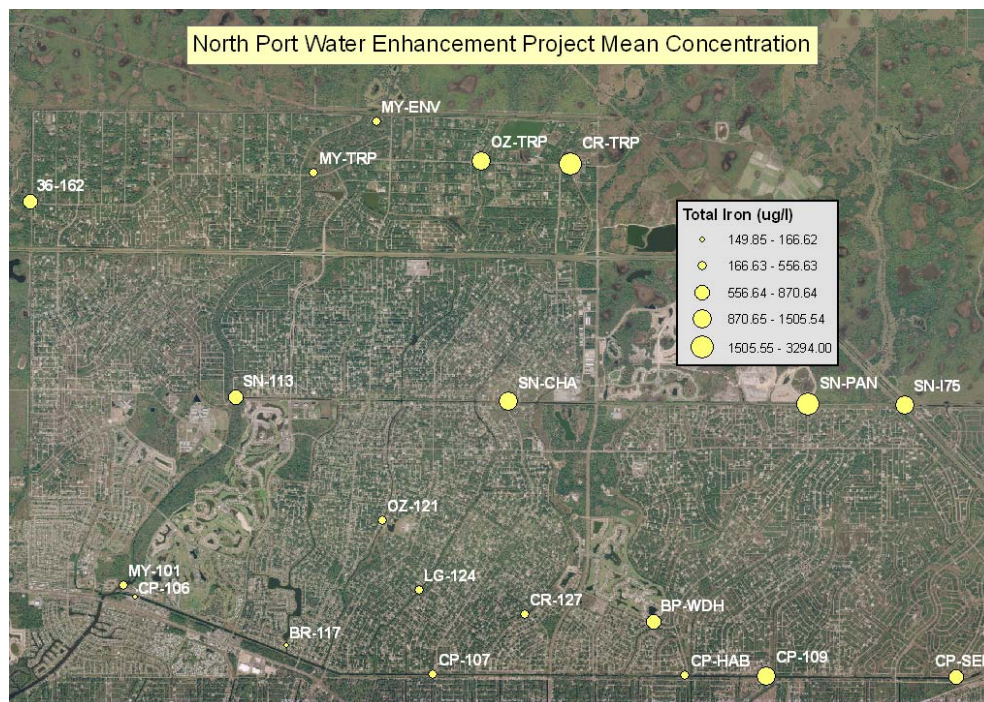 North Port Water Enhancement Project Mean Concentration
MY-ENV
OZ-TRP
CR-TRP
MY-TRP
36-162
Total Iron (ug/l)
149.85 - 166.62
166.63 - 556.63
556.64 - 870.64
870.65 - 1505.54
1505.55 - 3294.00
SN-113
SN-CHA
SN-PAN
SN-I75
OZ-121
MY-101
CP-106
LG-124
CR-127
BP-WDH
BR-117
CP-107
CP-HAB
CP-109